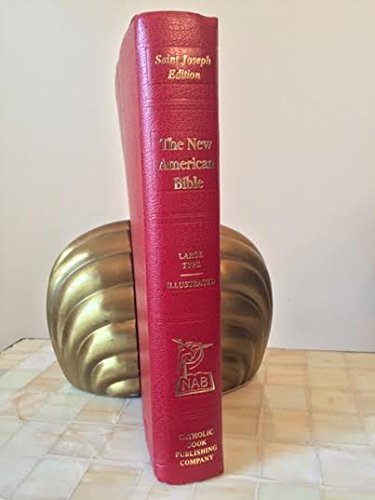 Saint Joseph
Edition
The New
American
Bible
LARGE
TYPE
ILLUSTRATED
NAB
CATHOLIC
BOOK
PUBLISHING
COMPANY